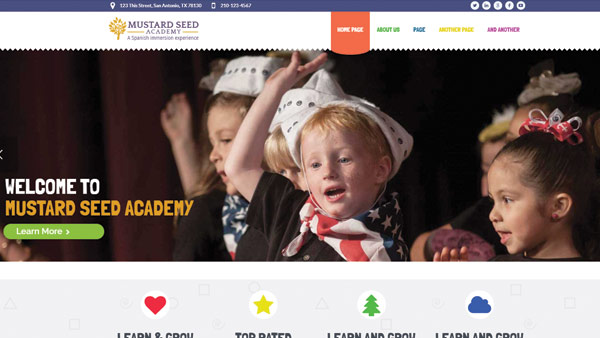 123 This Street, San Antonio, TX 78130 210-123-4567
MUSTARD SEED
ACADEMY
A Spanish immersion experience
HOME PAGE ABOUT US PAGE ANOTHER PAGE AND ANOTHER
WELCOME TO
MUSTARD SEED ACADEMY
Learn More
LEARN & GROW TOP RATED LEARN AND GROW LEARN AND GROW